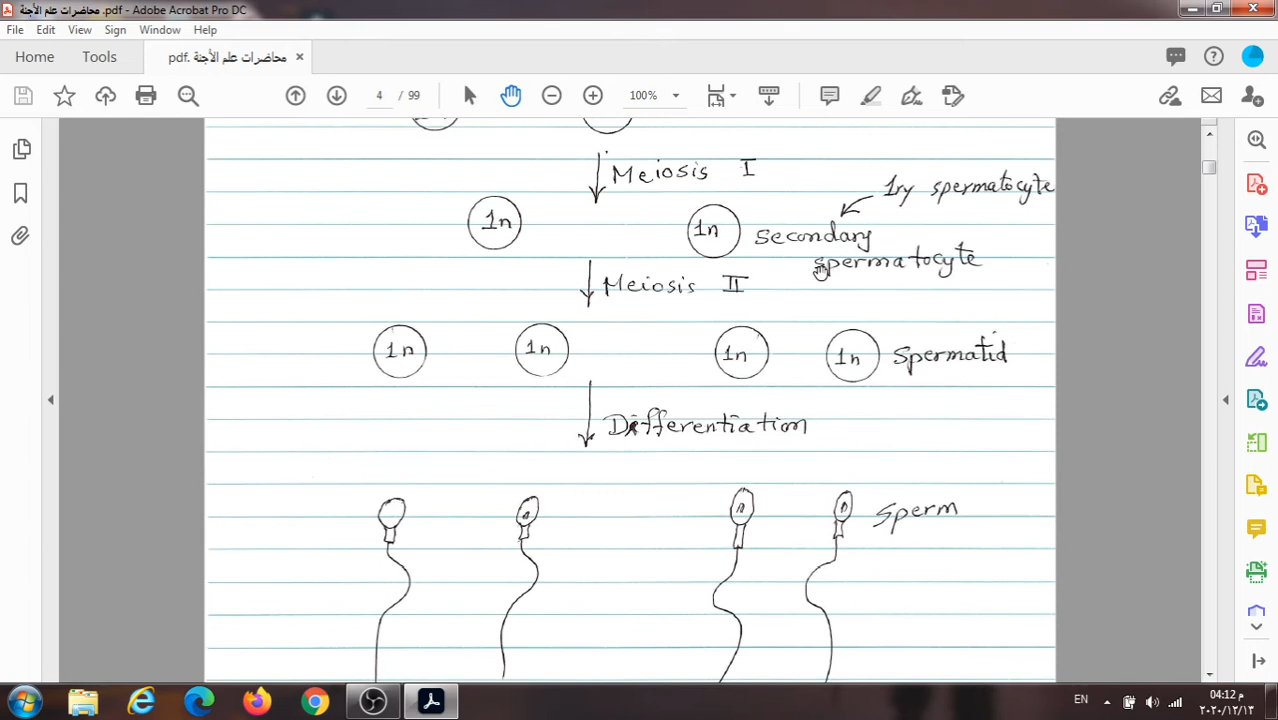 محاضرات علم الأجنة .pdf - Adobe Acrobat Pro DC
File Edit View Sign Window Help
Home Tools محاضرات علم الأجنة .pdf ×
4 / 99 100%
Meiosis I
1ry spermatocyte
1n 1n Secondary
spermatocyte
Meiosis II
1n 1n 1n 1n Spermatid
Differentiation
n n n Sperm
EN 04:12 م
٢٠٢٠/١٢/١٣